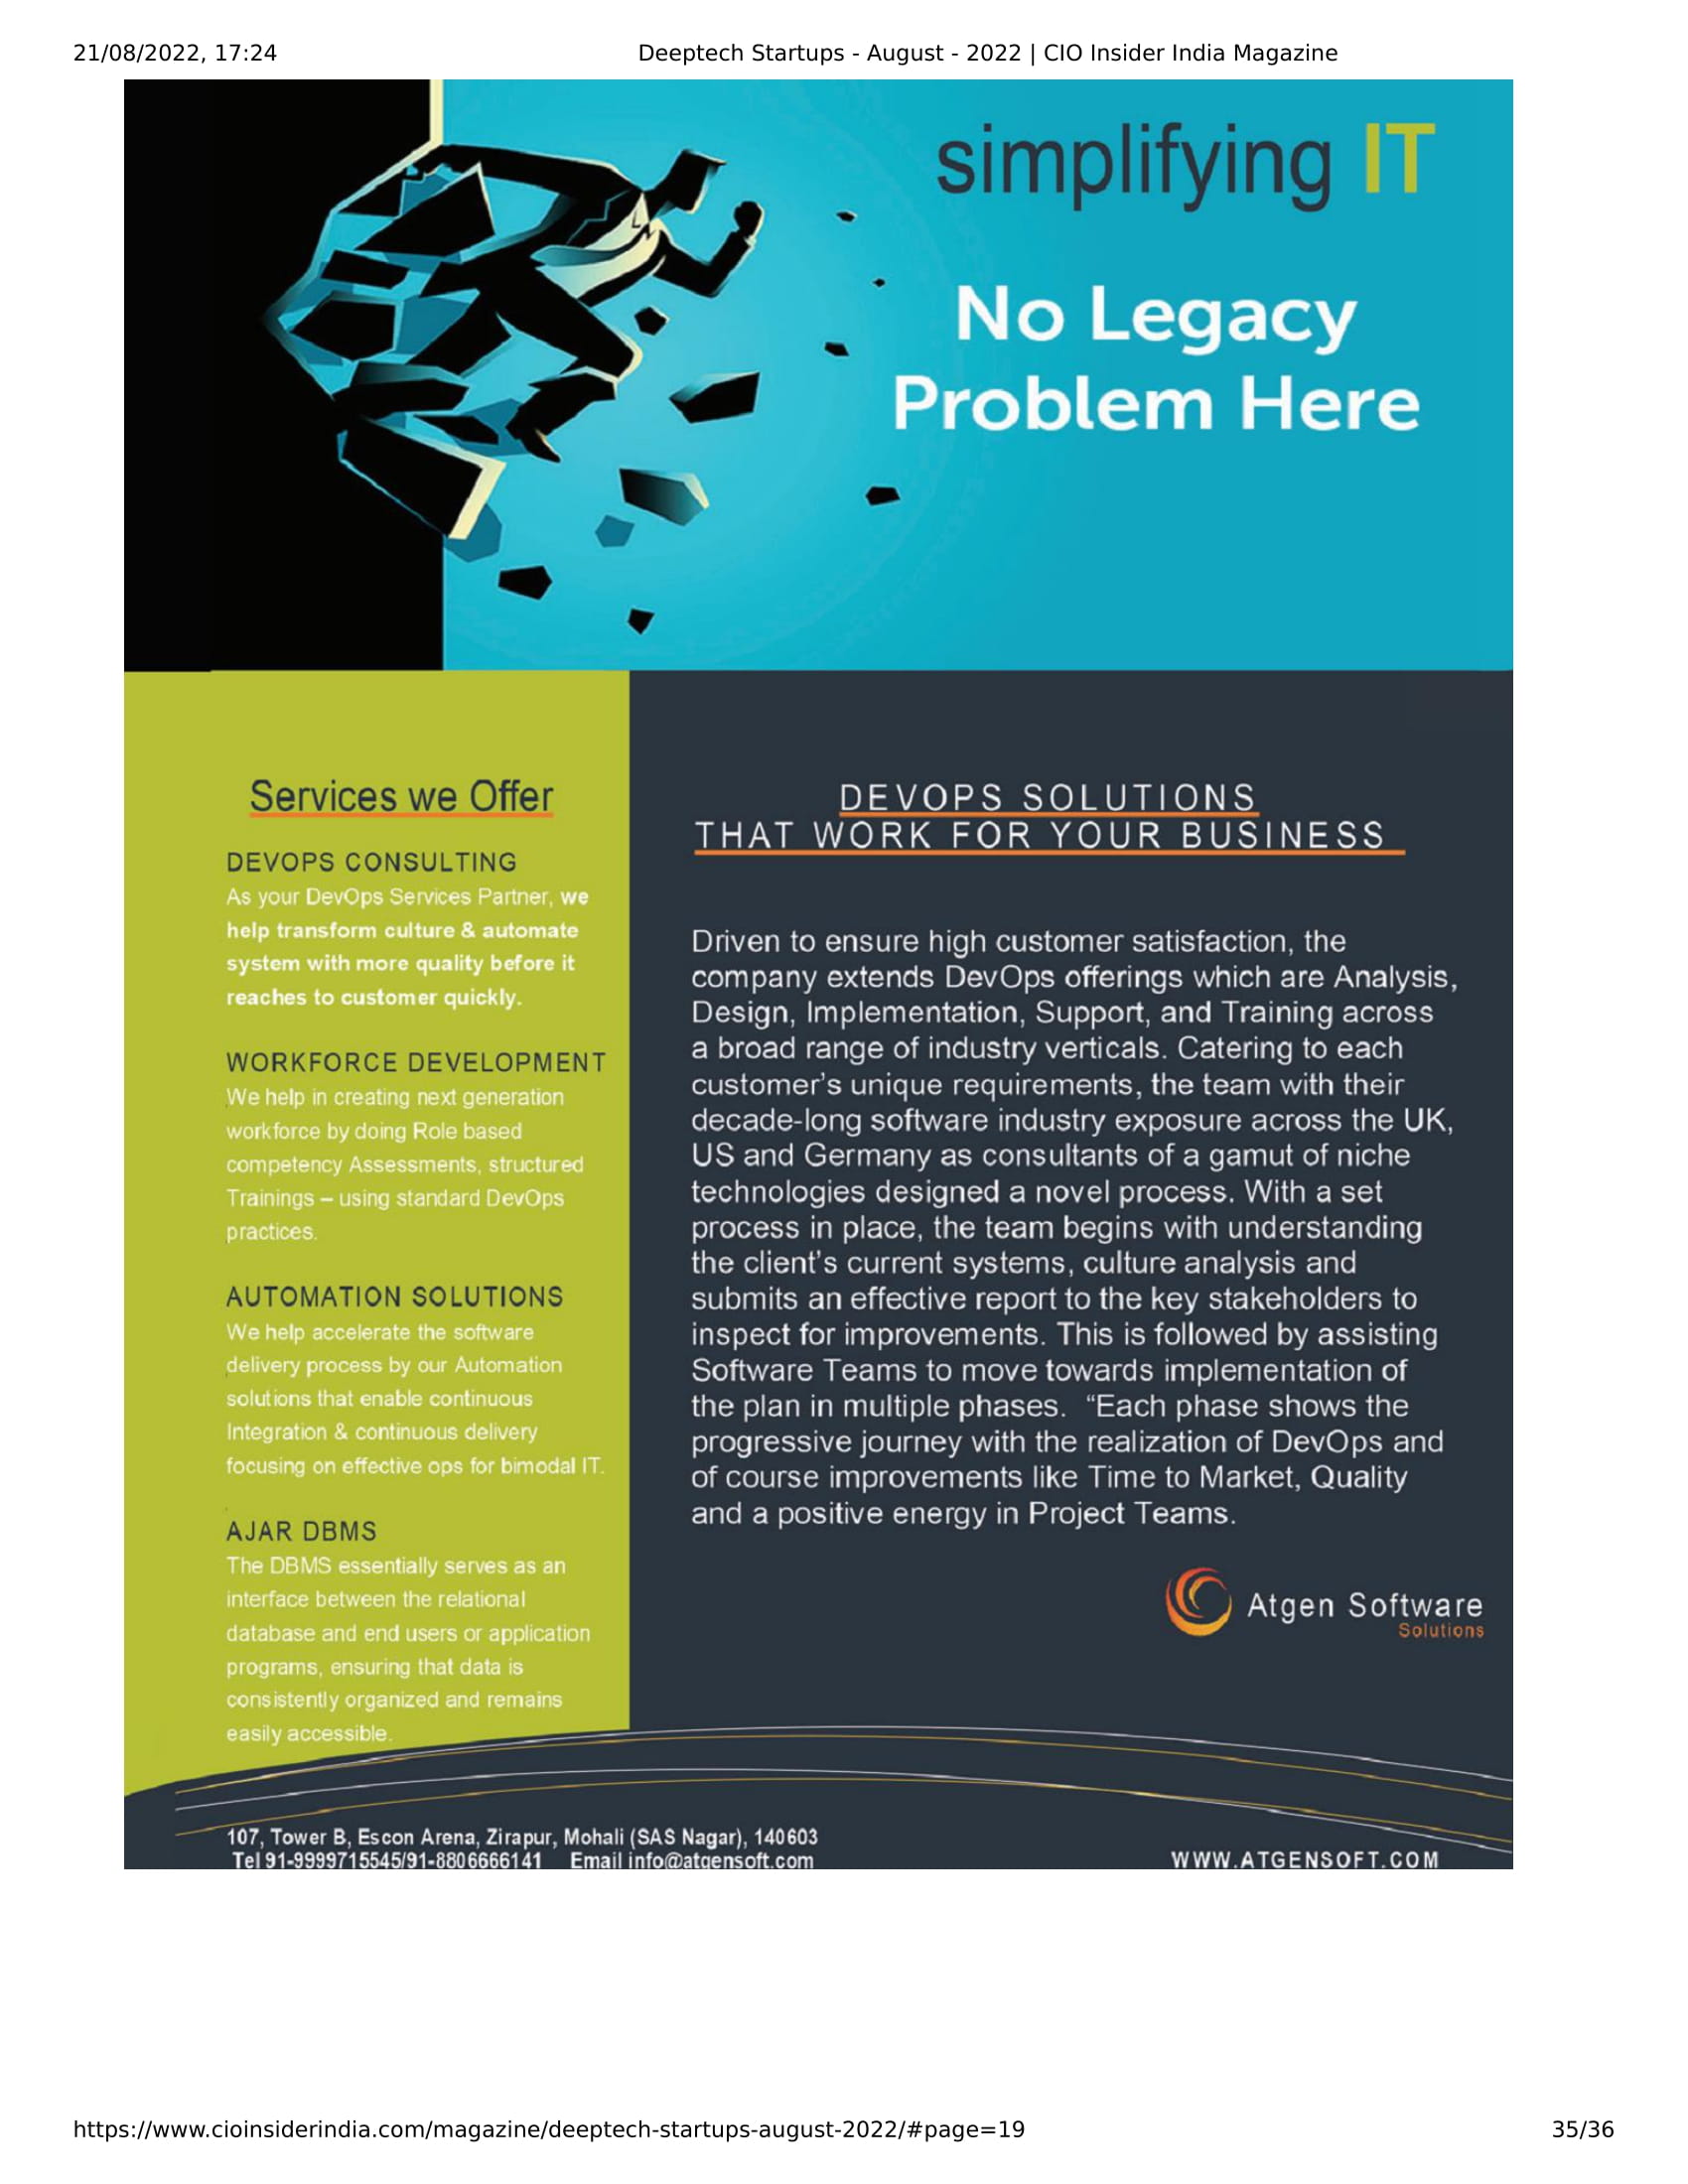 21/08/2022, 17:24
Deeptech Startups - August - 2022 | CIO Insider India Magazine
simplifying IT
No Legacy
Problem Here
Services we Offer
DEVOPS CONSULTING
As your DevOps Services Partner, we
help transform culture & automate
system with more quality before it
reaches to customer quickly.
WORKFORCE DEVELOPMENT
We help in creating next generation
workforce by doing Role based
competency Assessments, structured
Trainings – using standard DevOps
practices.
AUTOMATION SOLUTIONS
We help accelerate the software
delivery process by our Automation
solutions that enable continuous
Integration & continuous delivery
focusing on effective ops for bimodal IT.
AJAR DBMS
The DBMS essentially serves as an
interface between the relational
database and end users or application
programs, ensuring that data is
consistently organized and remains
easily accessible.
DEVOPS SOLUTIONS
THAT WORK FOR YOUR BUSINESS
Driven to ensure high customer satisfaction, the
company extends DevOps offerings which are Analysis,
Design, Implementation, Support, and Training across
a broad range of industry verticals. Catering to each
customer’s unique requirements, the team with their
decade-long software industry exposure across the UK,
US and Germany as consultants of a gamut of niche
technologies designed a novel process. With a set
process in place, the team begins with understanding
the client’s current systems, culture analysis and
submits an effective report to the key stakeholders to
inspect for improvements. This is followed by assisting
Software Teams to move towards implementation of
the plan in multiple phases.  “Each phase shows the
progressive journey with the realization of DevOps and
of course improvements like Time to Market, Quality
and a positive energy in Project Teams.
Atgen Software
Solutions
107, Tower B, Escon Arena, Zirapur, Mohali (SAS Nagar), 140603
Tel 91-9999715545/91-8806666141    Email info@atgensoft.com
WWW.ATGENSOFT.COM
https://www.cioinsiderindia.com/magazine/deeptech-startups-august-2022/#page=19
35/36